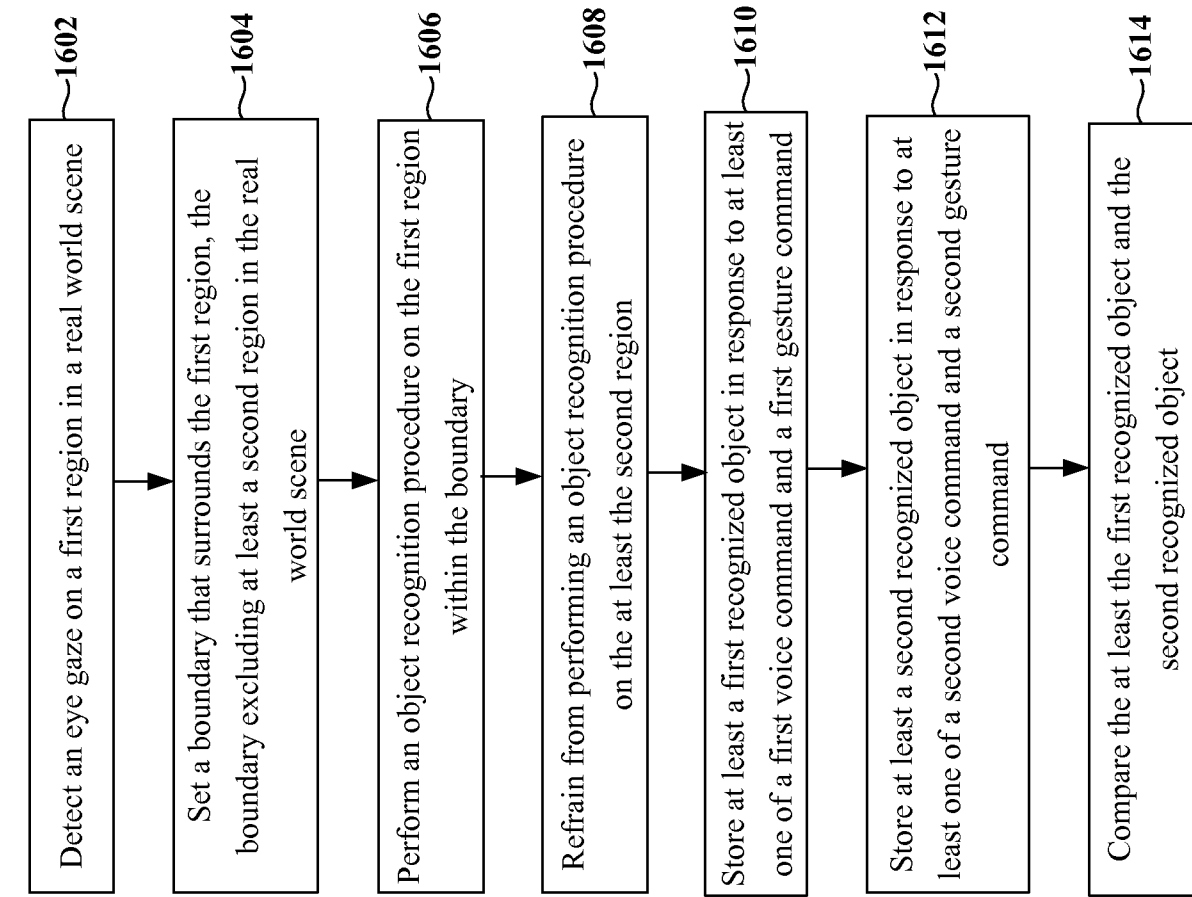 1602
Detect an eye gaze on a first region in a real world scene
1604
Set a boundary that surrounds the first region, the
boundary excluding at least a second region in the real
world scene
1606
Perform an object recognition procedure on the first region
within the boundary
1608
Refrain from performing an object recognition procedure
on the at least the second region
1610
Store at least a first recognized object in response to at least
one of a first voice command and a first gesture command
1612
Store at least a second recognized object in response to at
least one of a second voice command and a second gesture
command
1614
Compare the at least the first recognized object and the
second recognized object